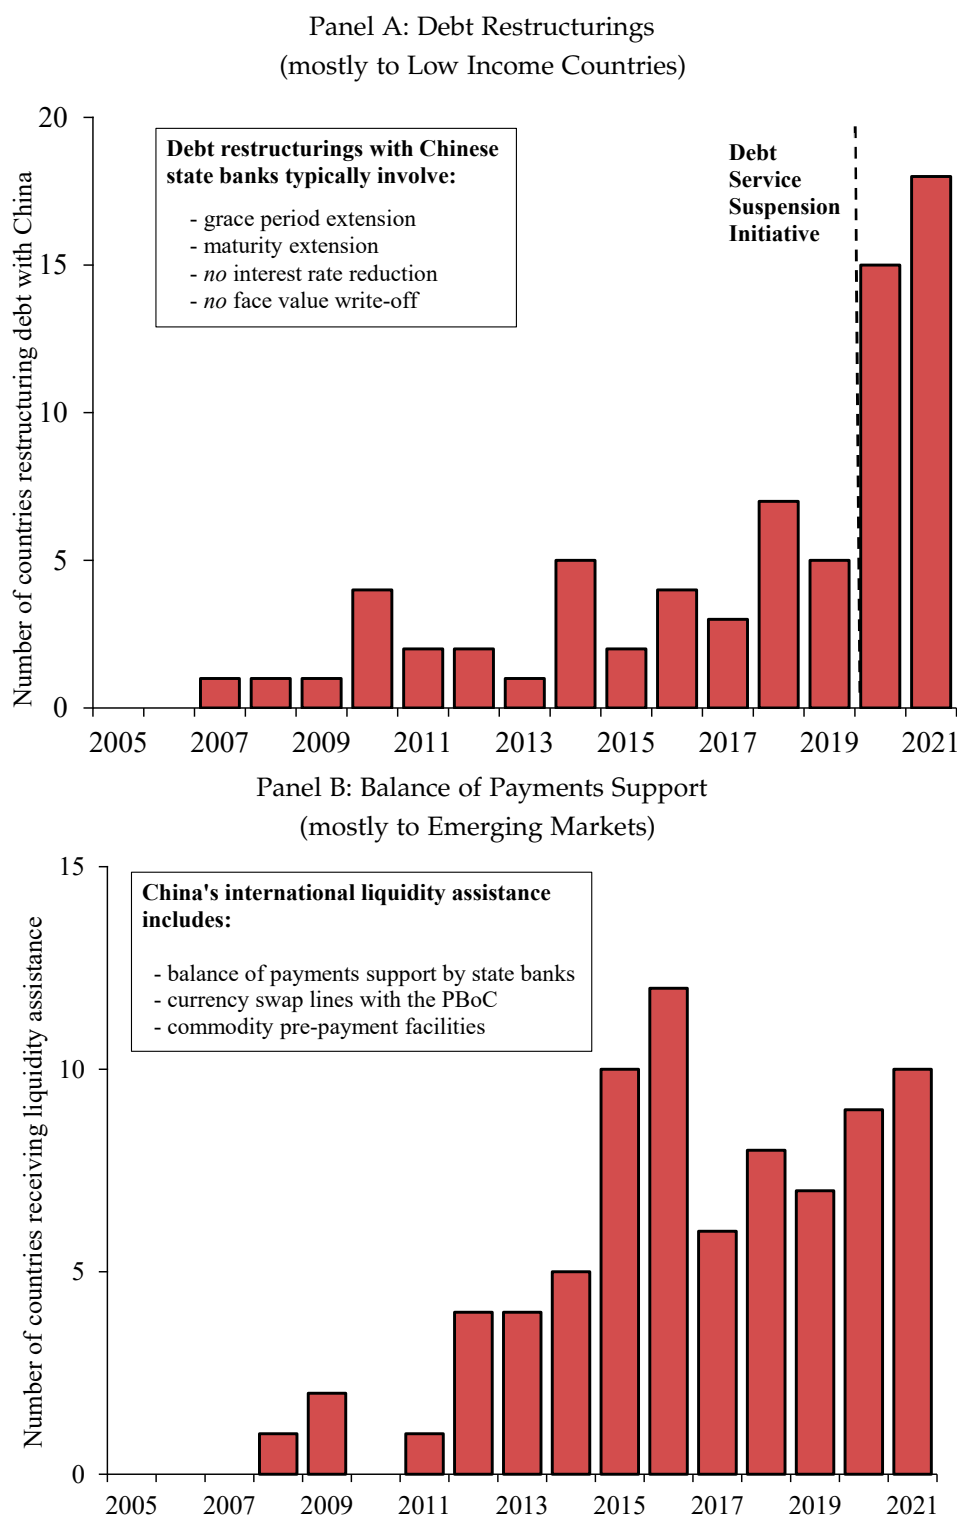 Panel A: Debt Restructurings
(mostly to Low Income Countries)
Number of countries restructuring debt with China
20
15
10
5
0
Debt restructurings with Chinese
state banks typically involve:
- grace period extension
- maturity extension
- no interest rate reduction
- no face value write-off
Debt
Service
Suspension
Initiative
2005 2007 2009 2011 2013 2015 2017 2019 2021
Panel B: Balance of Payments Support
(mostly to Emerging Markets)
Number of countries receiving liquidity assistance
15
10
5
0
China's international liquidity assistance
includes:
- balance of payments support by state banks
- currency swap lines with the PBoC
- commodity pre-payment facilities
2005 2007 2009 2011 2013 2015 2017 2019 2021